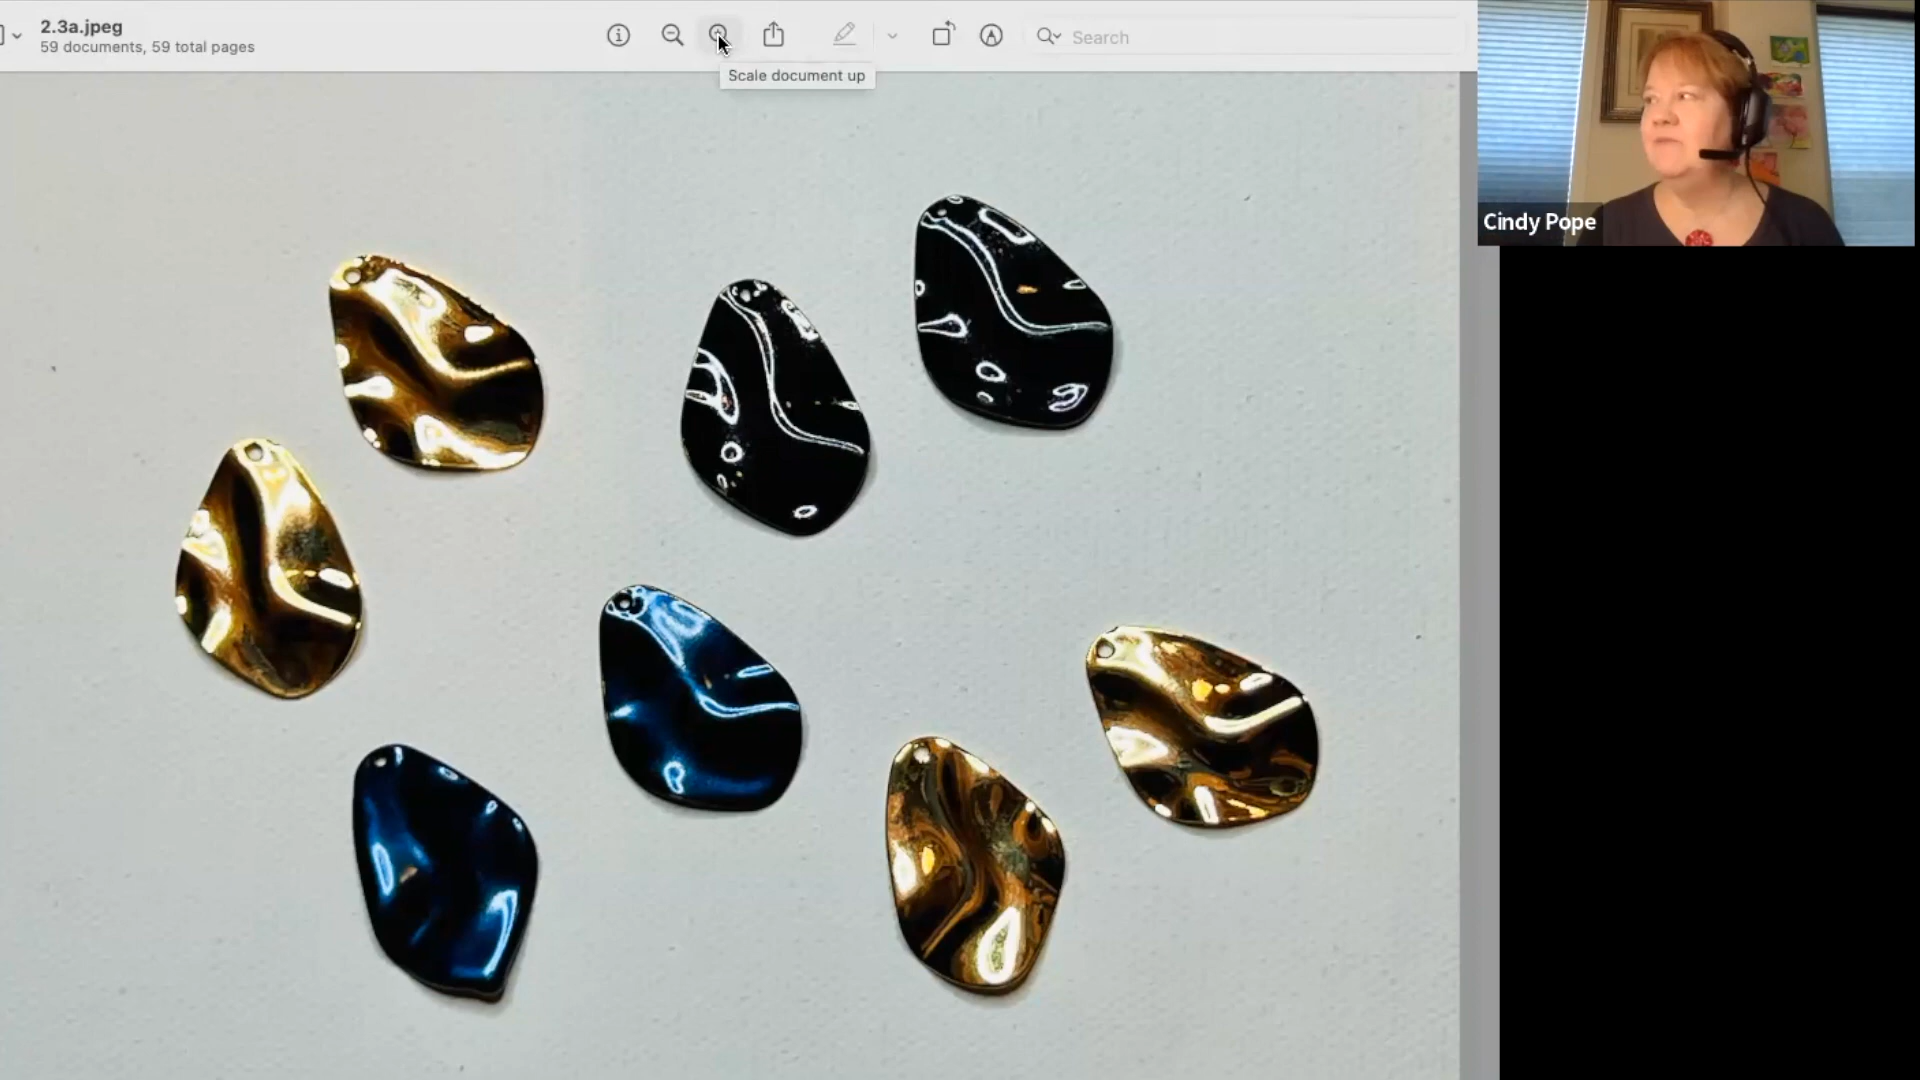 2.3a.jpeg
59 documents, 59 total pages
Search
Scale document up
Cindy Pope